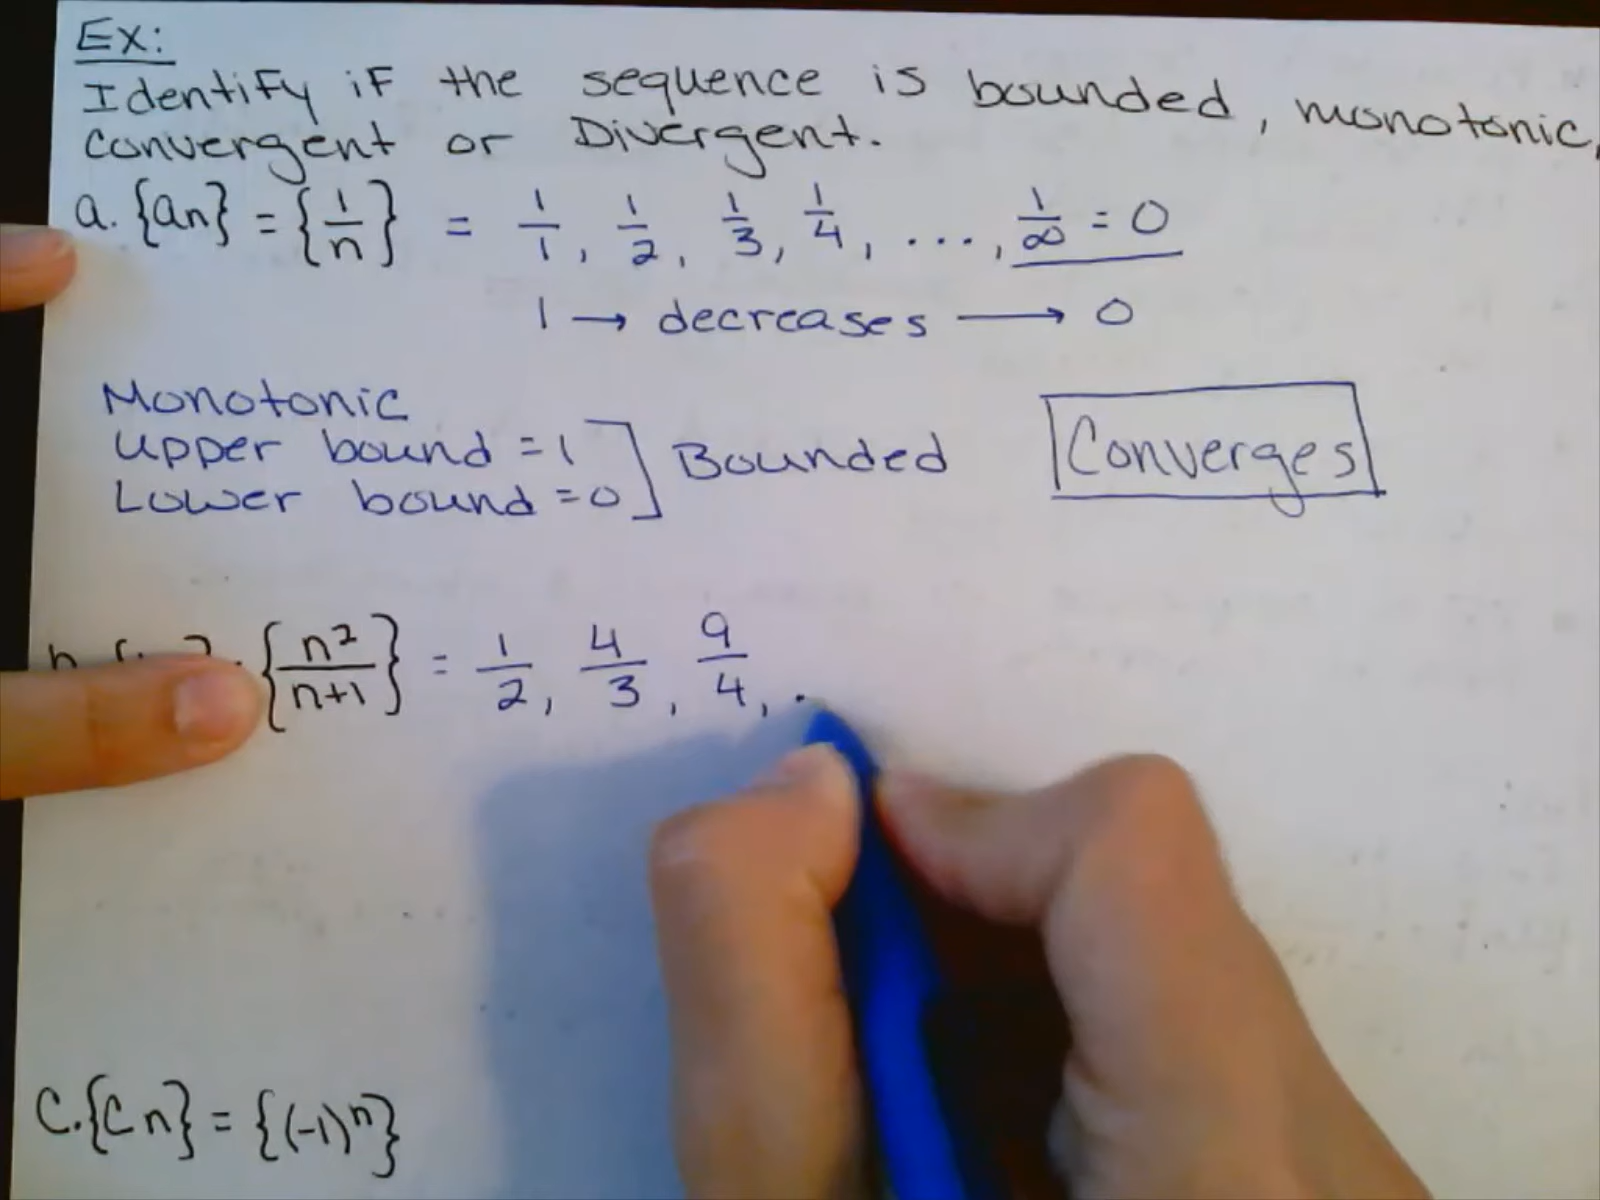 Ex:
Identify if the sequence is bounded, monotonic,
convergent or Divergent.
a. {an} = {1/n} = 1/1, 1/2, 1/3, 1/4, ..., 1/∞ = 0
1 → decreases → 0
Monotonic
Upper bound = 1
Lower bound = 0 ] Bounded
Converges
{n²/n+1} = 1/2, 4/3, 9/4, .
C. {Cn} = {(-1)ⁿ}